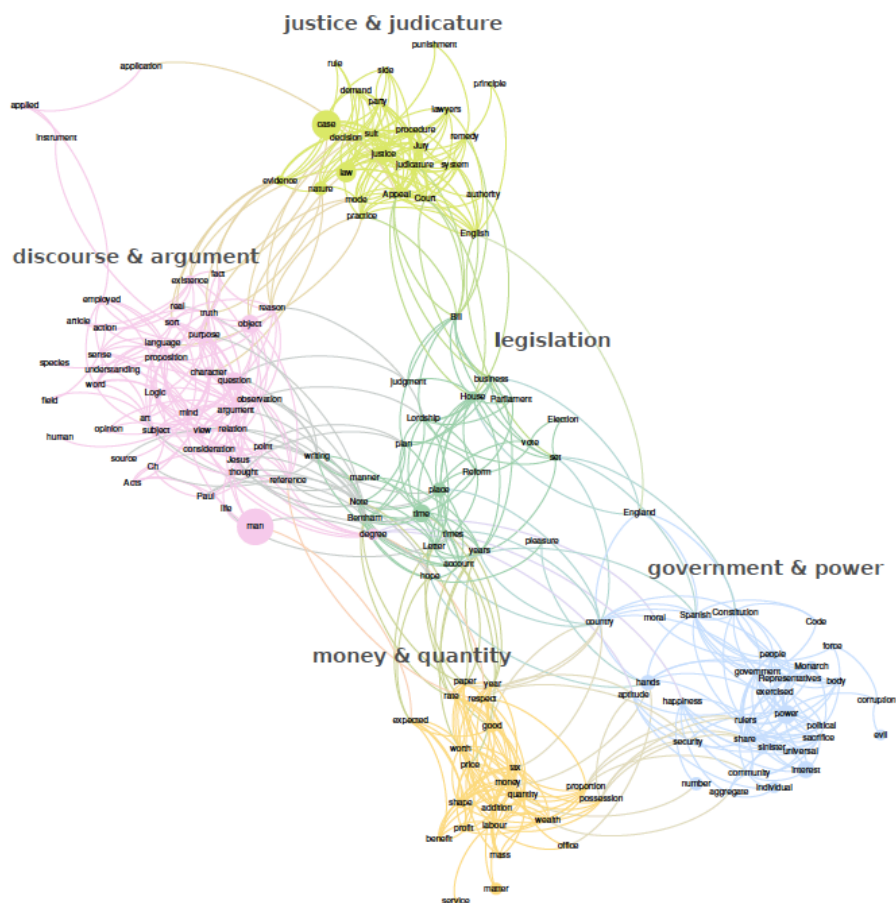 justice & judicature
punishment
rule
application
side
principle
demand
party
applied
lawyers
case
instrument
decision
suit
procedure
remedy
Jury
justice
judicature
system
law
evidence
nature
Appeal
Court
authority
mode
practice
English
discourse & argument
fact
existence
employed
real
reason
truth
article
action
sort
object
Bill
purpose
language
legislation
sense
proposition
species
understanding
character
question
judgment
business
word
Logic
House
Parliament
field
observation
mind
argument
art
Lordship
Election
opinion
subject
view
relation
human
plan
vote
consideration
point
source
Jesus
writing
set
Ch
thought
Reform
Acts
reference
manner
Paul
place
Note
life
time
England
Bentham
man
degree
times
pleasure
Letter
years
account
government & power
hope
country
moral
Spanish
Constitution
Code
money & quantity
people
force
government
Monarch
paper
year
hands
Representatives
body
rate
respect
aptitude
exercised
happiness
corruption
expected
good
rulers
power
political
evil
security
share
sacrifice
worth
sinister
universal
price
tax
community
interest
money
number
proportion
aggregate
individual
shape
quantity
possession
addition
profit
labour
wealth
benefit
office
mass
matter
service